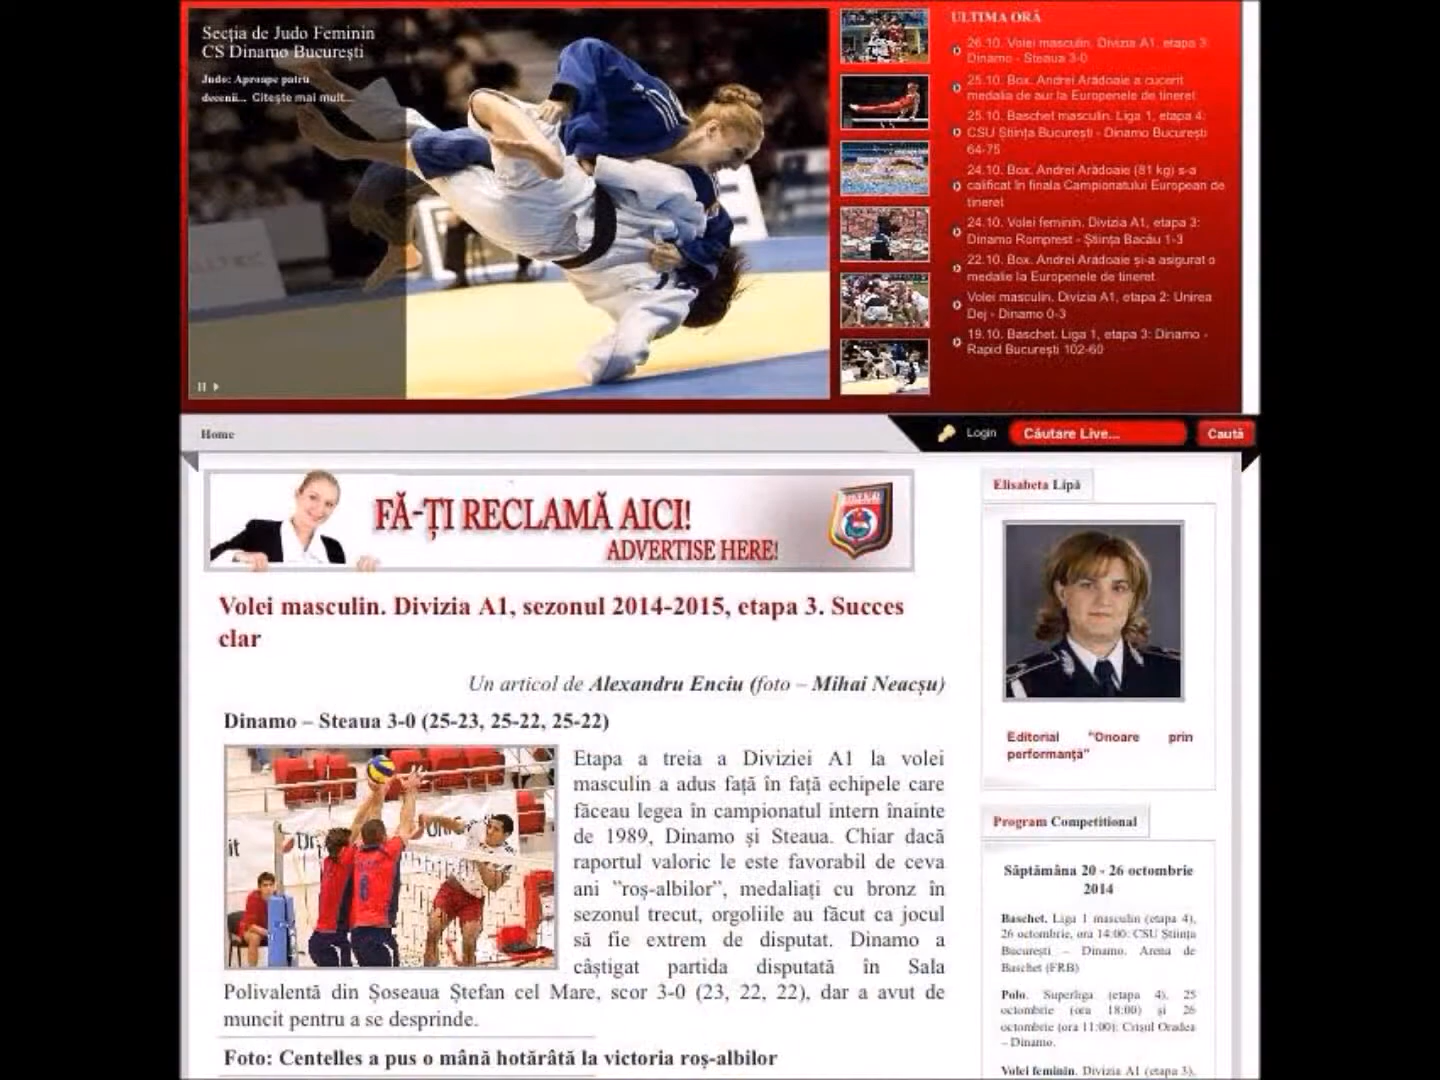 Secția de Judo Feminin
CS Dinamo București
Judo: Aproape patru
decenii... Citește mai mult...
ULTIMA ORĂ
26.10. Volei masculin. Divizia A1, etapa 3:
Dinamo - Steaua 3-0
25.10. Box. Andrei Arădoaie a cucerit
medalia de aur la Europenele de tineret
25.10. Baschet masculin. Liga 1, etapa 4:
CSU Știința București - Dinamo București
64-75
24.10. Box. Andrei Arădoaie (81 kg) s-a
calificat în finala Campionatului European de
tineret
24.10. Volei feminin. Divizia A1, etapa 3:
Dinamo Romprest - Știința Bacău 1-3
22.10. Box. Andrei Arădoaie și-a asigurat o
medalie la Europenele de tineret
Volei masculin. Divizia A1, etapa 2: Unirea
Dej - Dinamo 0-3
19.10. Baschet. Liga 1, etapa 3: Dinamo -
Rapid București 102-60
Home
Login
Căutare Live...
Caută
FĂ-ȚI RECLAMĂ AICI!
ADVERTISE HERE!
Volei masculin. Divizia A1, sezonul 2014-2015, etapa 3. Succes
clar
Un articol de Alexandru Enciu (foto – Mihai Neacșu)
Dinamo – Steaua 3-0 (25-23, 25-22, 25-22)
Etapa a treia a Diviziei A1 la volei
masculin a adus față în față echipele care
făceau legea în campionatul intern înainte
de 1989, Dinamo și Steaua. Chiar dacă
raportul valoric le este favorabil de ceva
ani "roș-albilor", medaliați cu bronz în
sezonul trecut, orgoliile au făcut ca jocul
să fie extrem de disputat. Dinamo a
câștigat partida disputată în Sala
Polivalentă din Șoseaua Ștefan cel Mare, scor 3-0 (23, 22, 22), dar a avut de
muncit pentru a se desprinde.
Foto: Centelles a pus o mână hotărâtă la victoria roș-albilor
Elisabeta Lipă
Editorial "Onoare prin
performanță"
Program Competitional
Săptămâna 20 - 26 octombrie
2014
Baschet. Liga 1 masculin (etapa 4),
26 octombrie, ora 14:00: CSU Știința
București – Dinamo. Arena de
Baschet (FRB)
Polo. Superliga (etapa 4), 25
octombrie (ora 18:00) și 26
octombrie (ora 11:00): Crișul Oradea
– Dinamo.
Volei feminin. Divizia A1 (etapa 3),